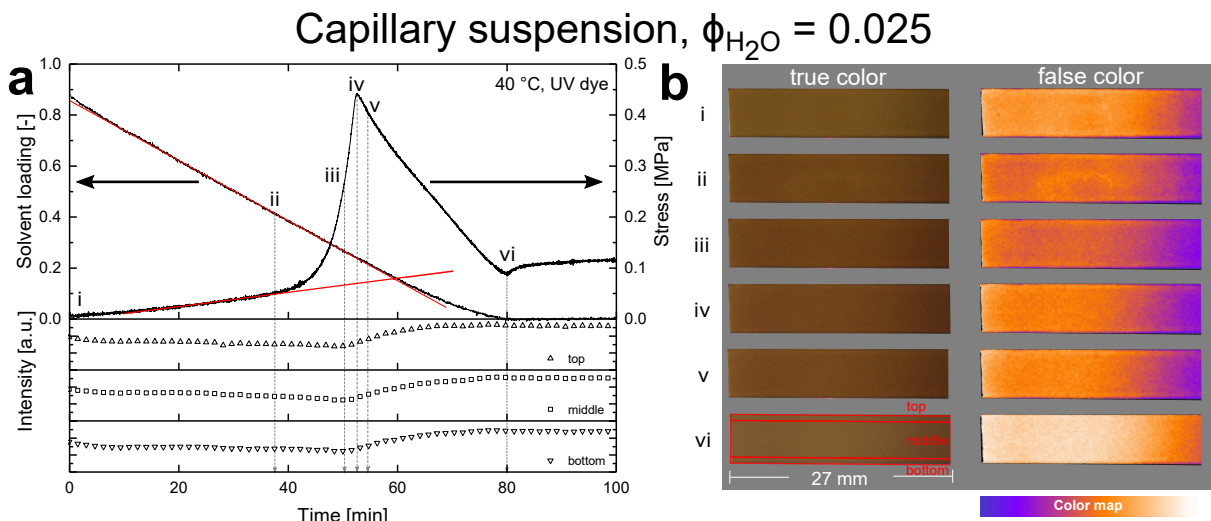 Capillary suspension, ϕH₂O = 0.025
a
40 °C, UV dye
Solvent loading [-]
1.0
0.8
0.6
0.4
0.2
0.0
Stress [MPa]
0.5
0.4
0.3
0.2
0.1
0.0
i
ii
iii
iv
v
vi
Intensity [a.u.]
top
middle
bottom
0 20 40 60 80 100
Time [min]
b
true color false color
i
ii
iii
iv
v
vi
top
middle
bottom
27 mm
Color map